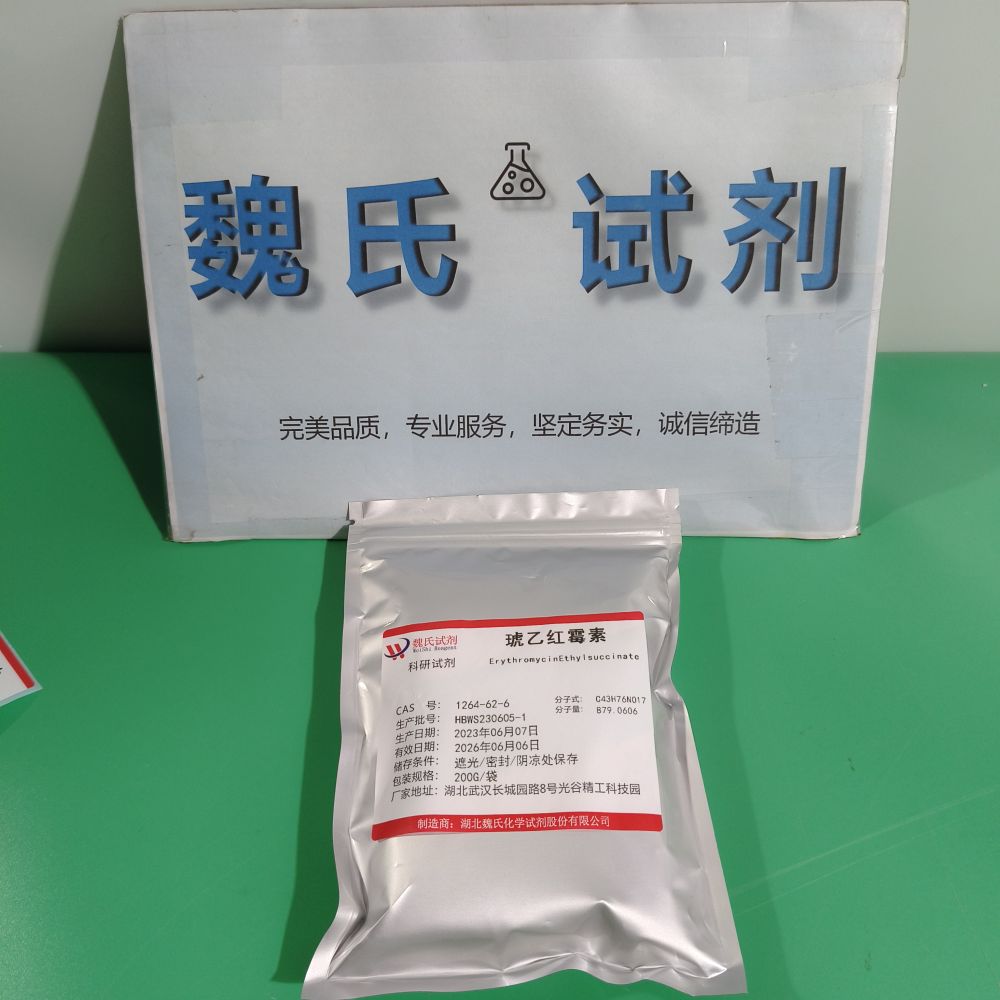 魏氏试剂
完美品质，专业服务，坚定务实，诚信缔造
魏氏试剂
WeiShi Reagent
科研试剂
琥乙红霉素
ErythromycinEthylsuccinate
CAS 号： 1264-62-6
分子式： C43H76NO17
分子量： B79.0606
生产批号： HBWS230605-1
生产日期： 2023年06月07日
有效日期： 2026年06月06日
储存条件： 遮光/密封/阴凉处保存
包装规格： 200G/袋
厂家地址： 湖北武汉长城园路8号光谷精工科技园
制造商：湖北魏氏化学试剂股份有限公司